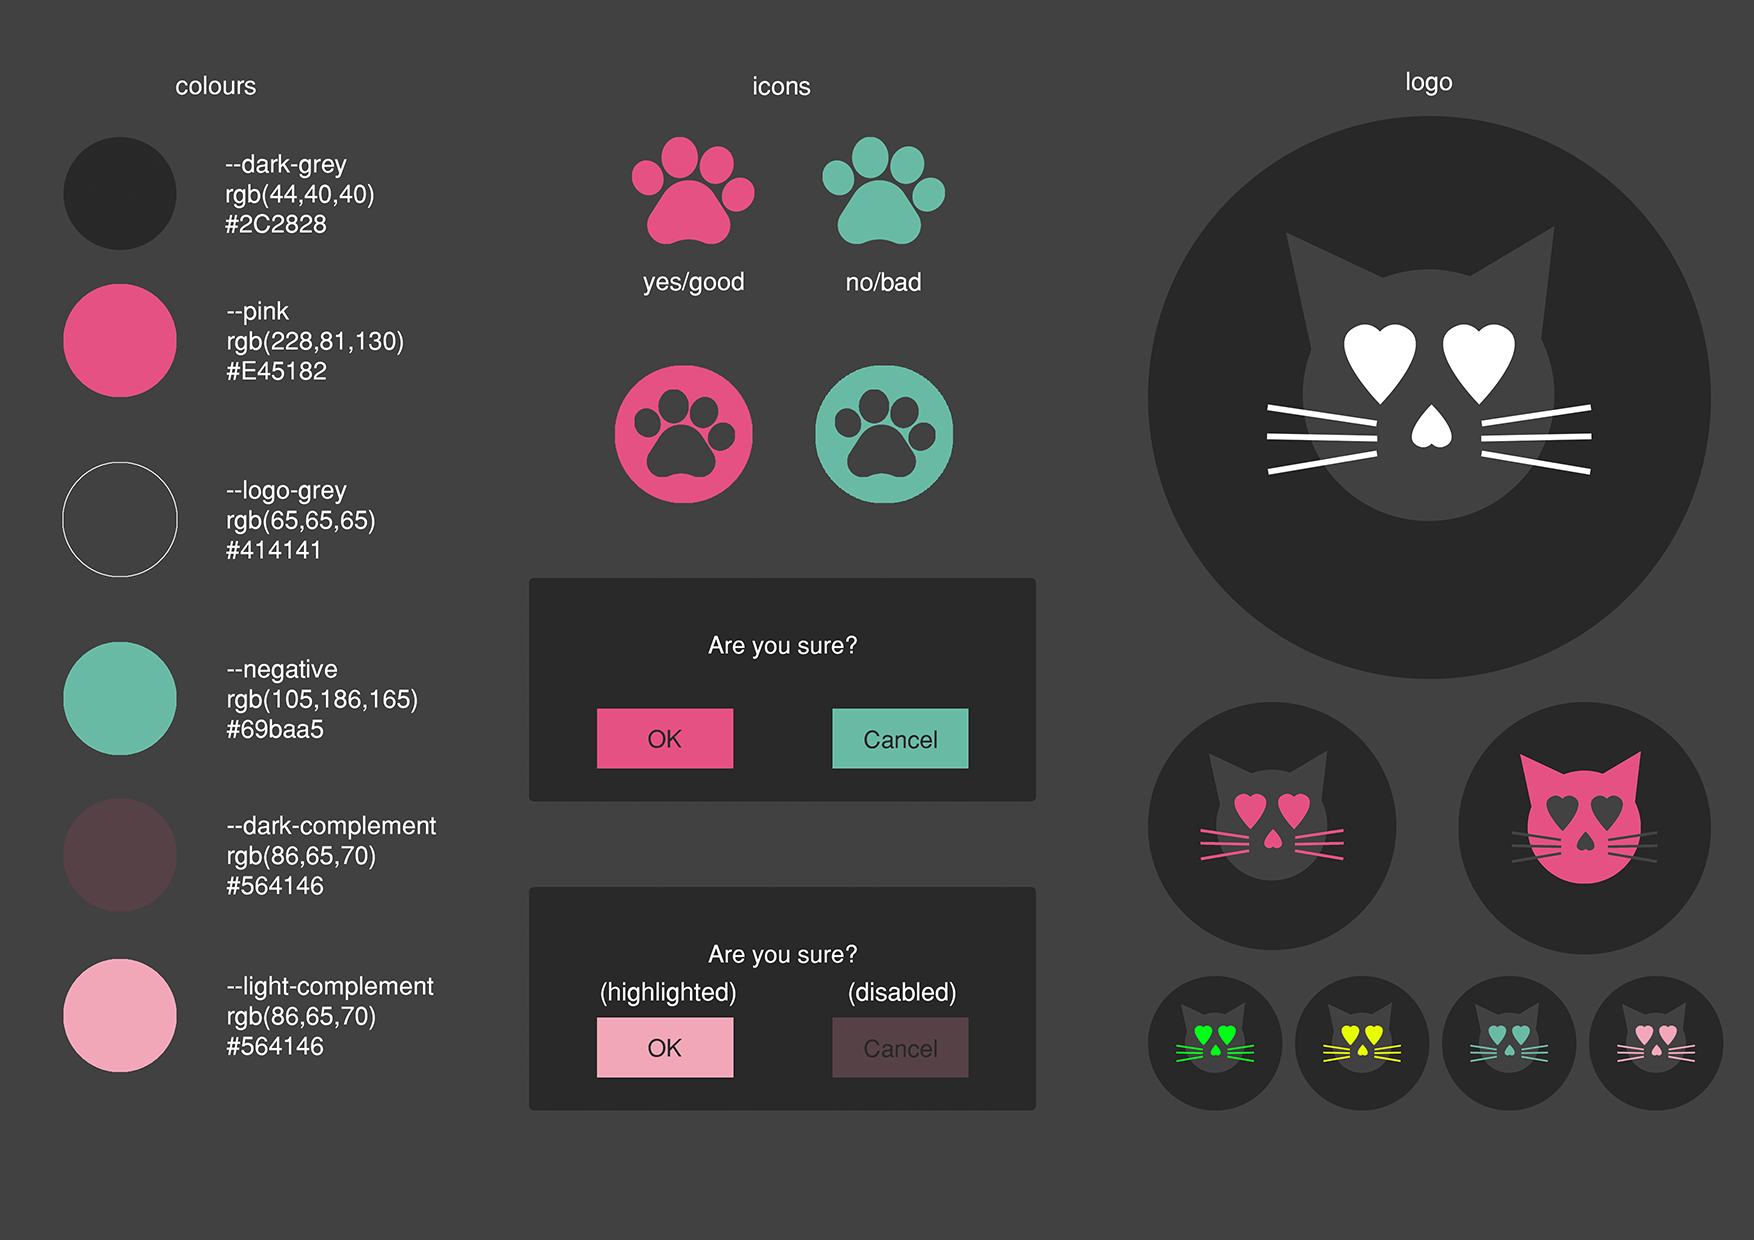 colours
--dark-grey
rgb(44,40,40)
#2C2828
--pink
rgb(228,81,130)
#E45182
--logo-grey
rgb(65,65,65)
#414141
--negative
rgb(105,186,165)
#69baa5
--dark-complement
rgb(86,65,70)
#564146
--light-complement
rgb(86,65,70)
#564146
icons
yes/good
no/bad
Are you sure?
OK
Cancel
Are you sure?
(highlighted)
(disabled)
OK
Cancel
logo